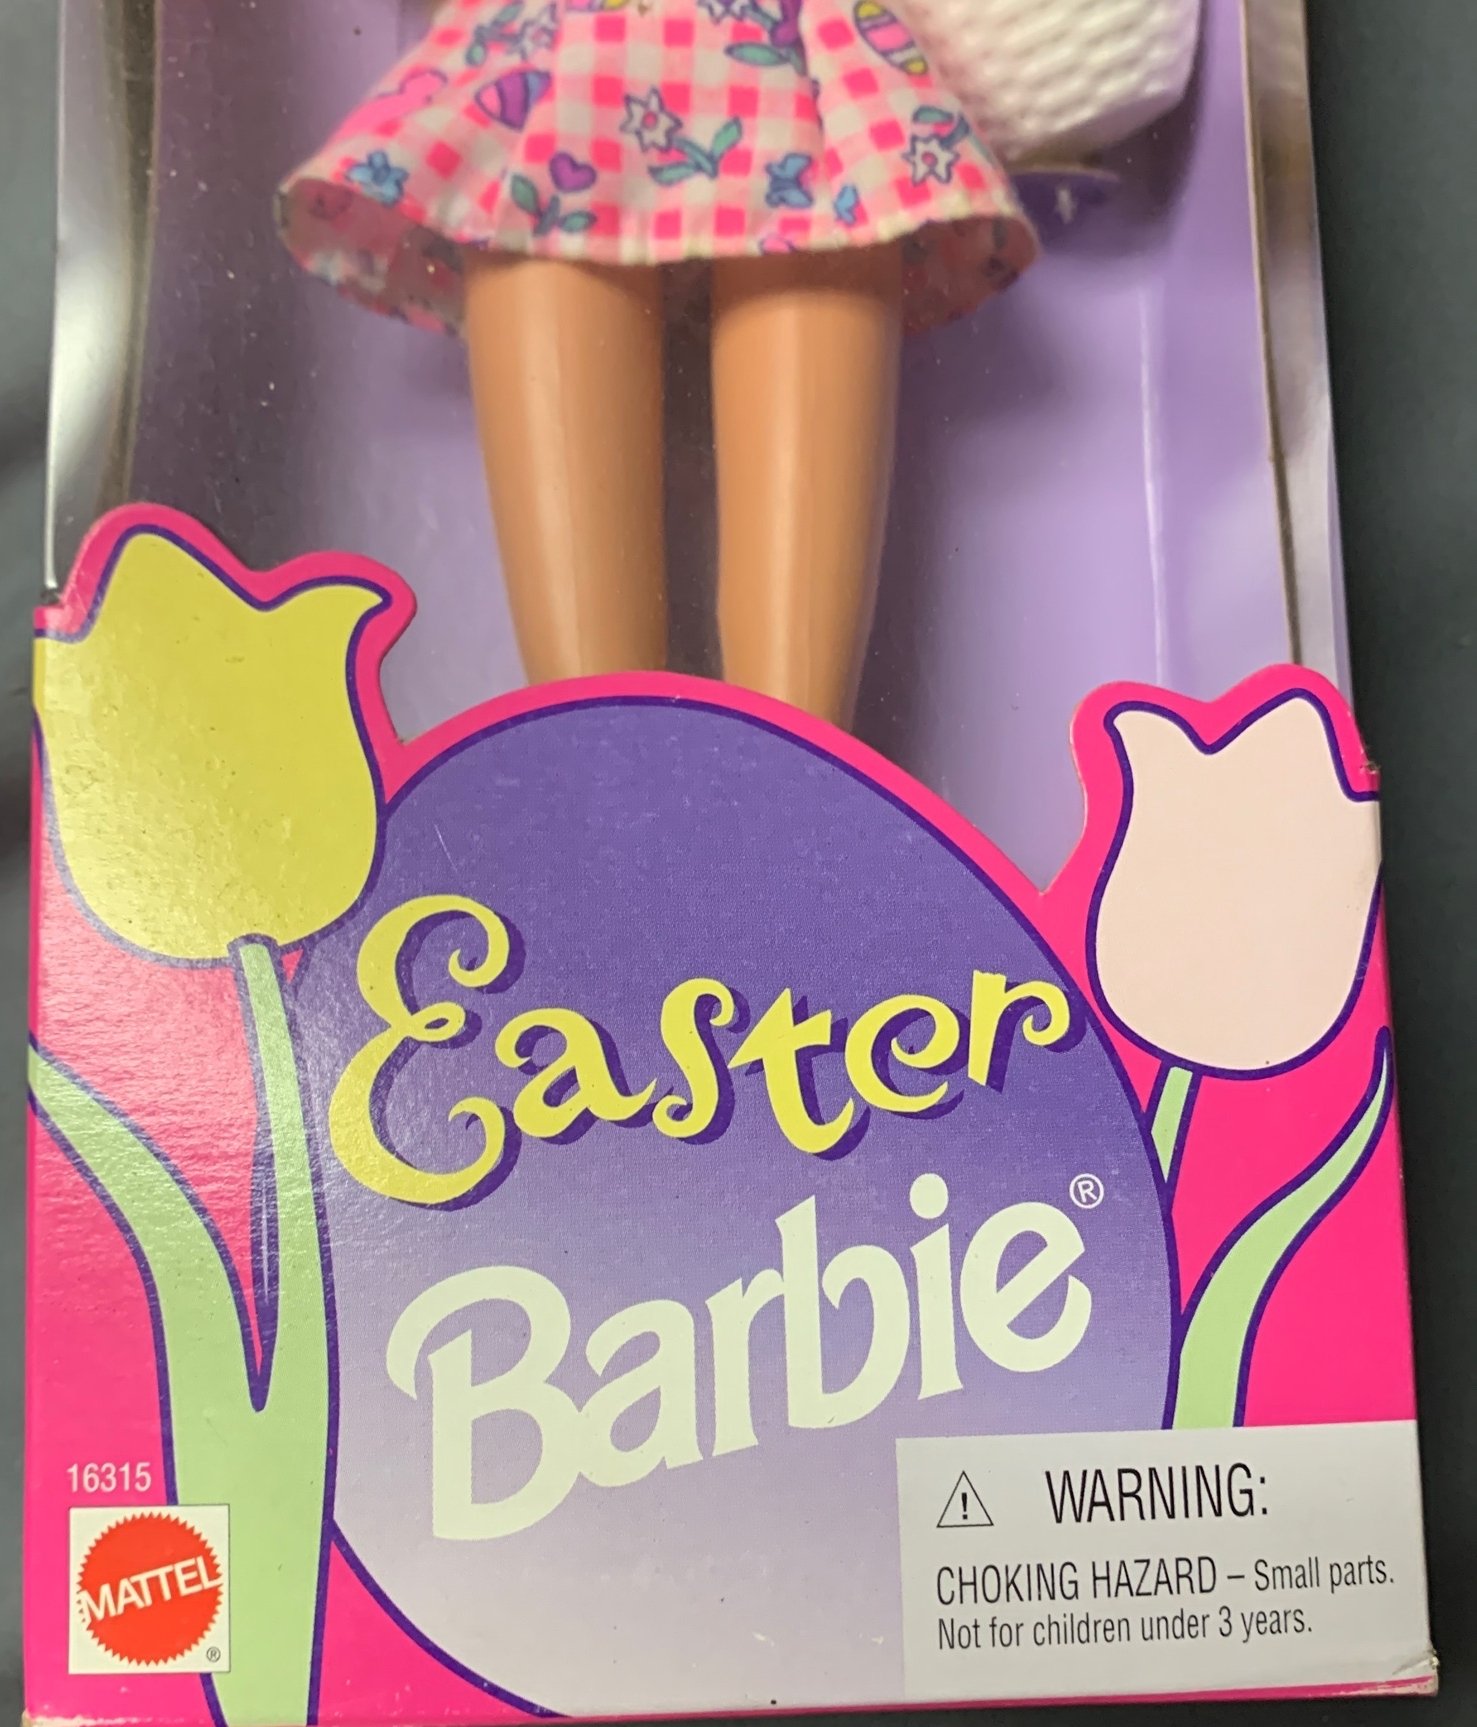 Easter
Barbie®
16315
MATTEL
®
⚠ WARNING:
CHOKING HAZARD – Small parts.
Not for children under 3 years.